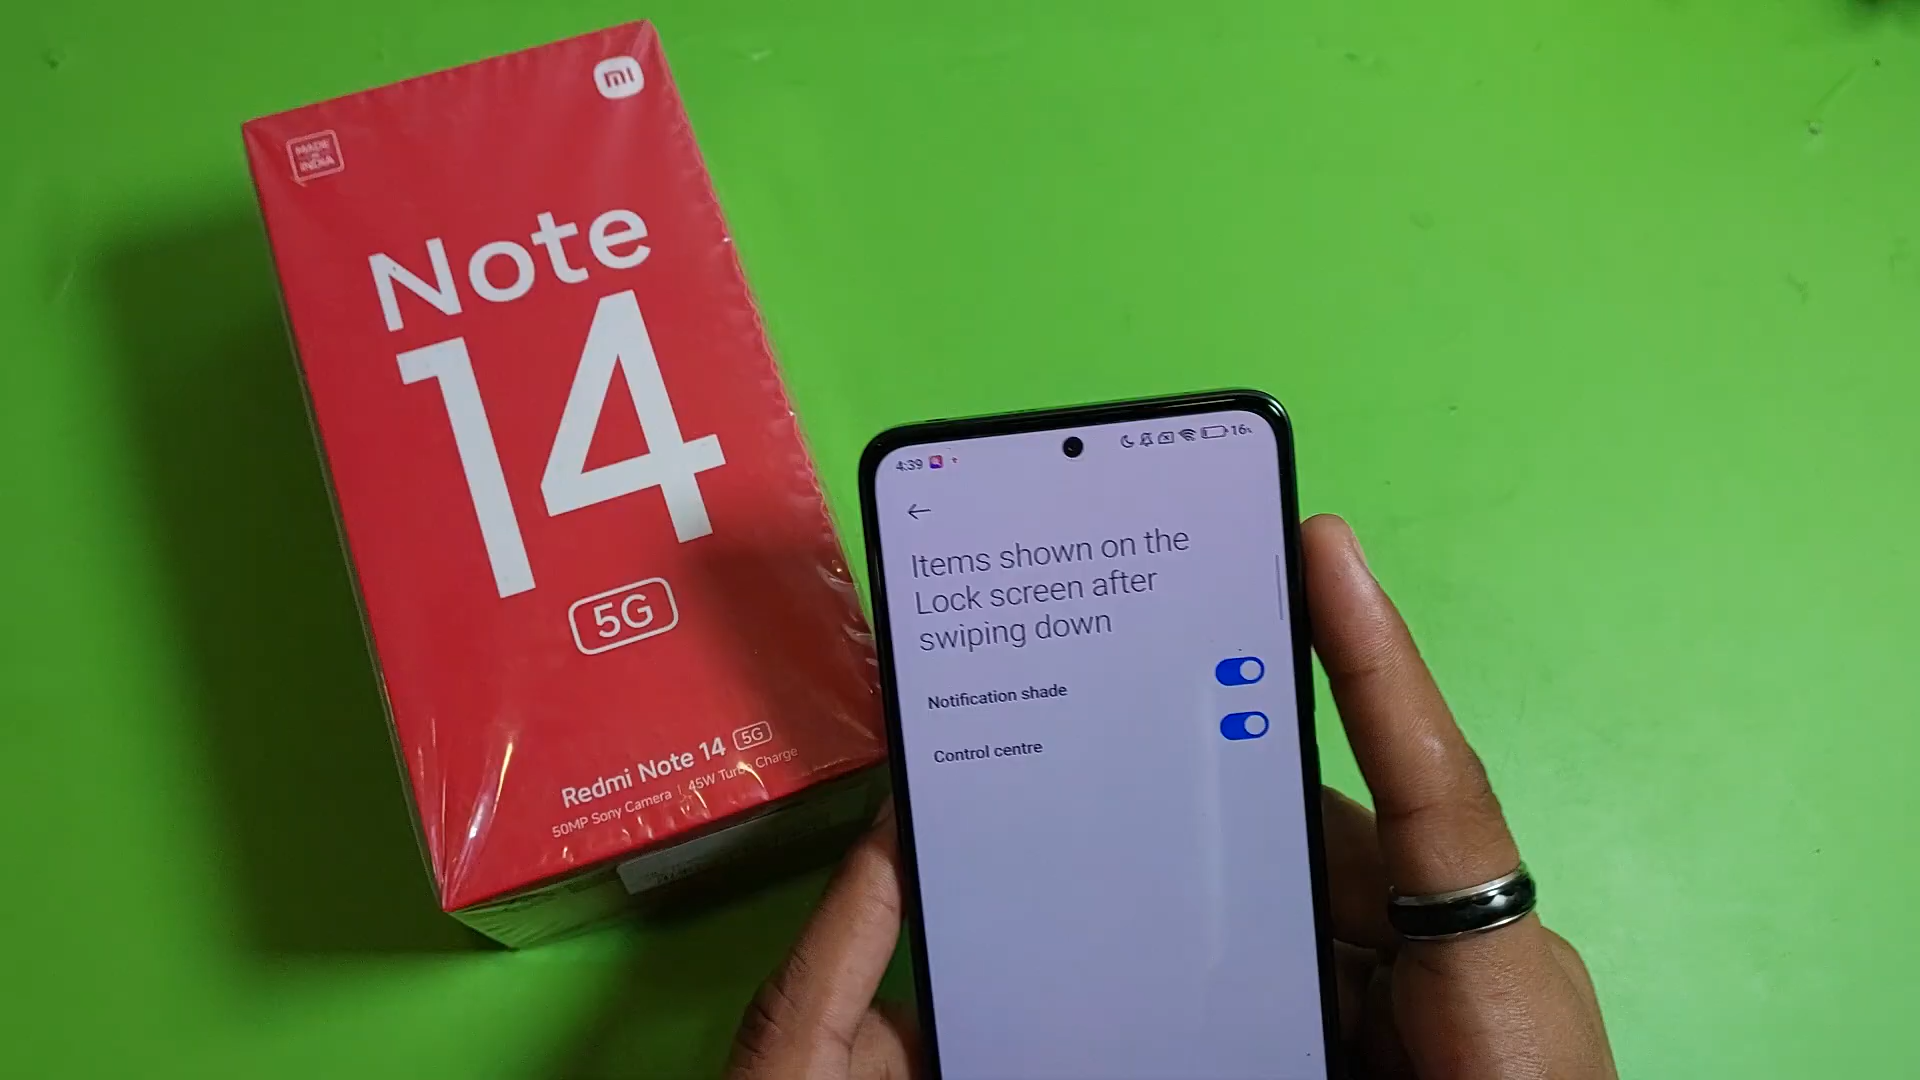 mi
MADE
IN
INDIA
Note
14
5G
Redmi Note 14 5G
50MP Sony Camera | 45W Turbo Charge
4:39
16%
Items shown on the
Lock screen after
swiping down
Notification shade
Control centre